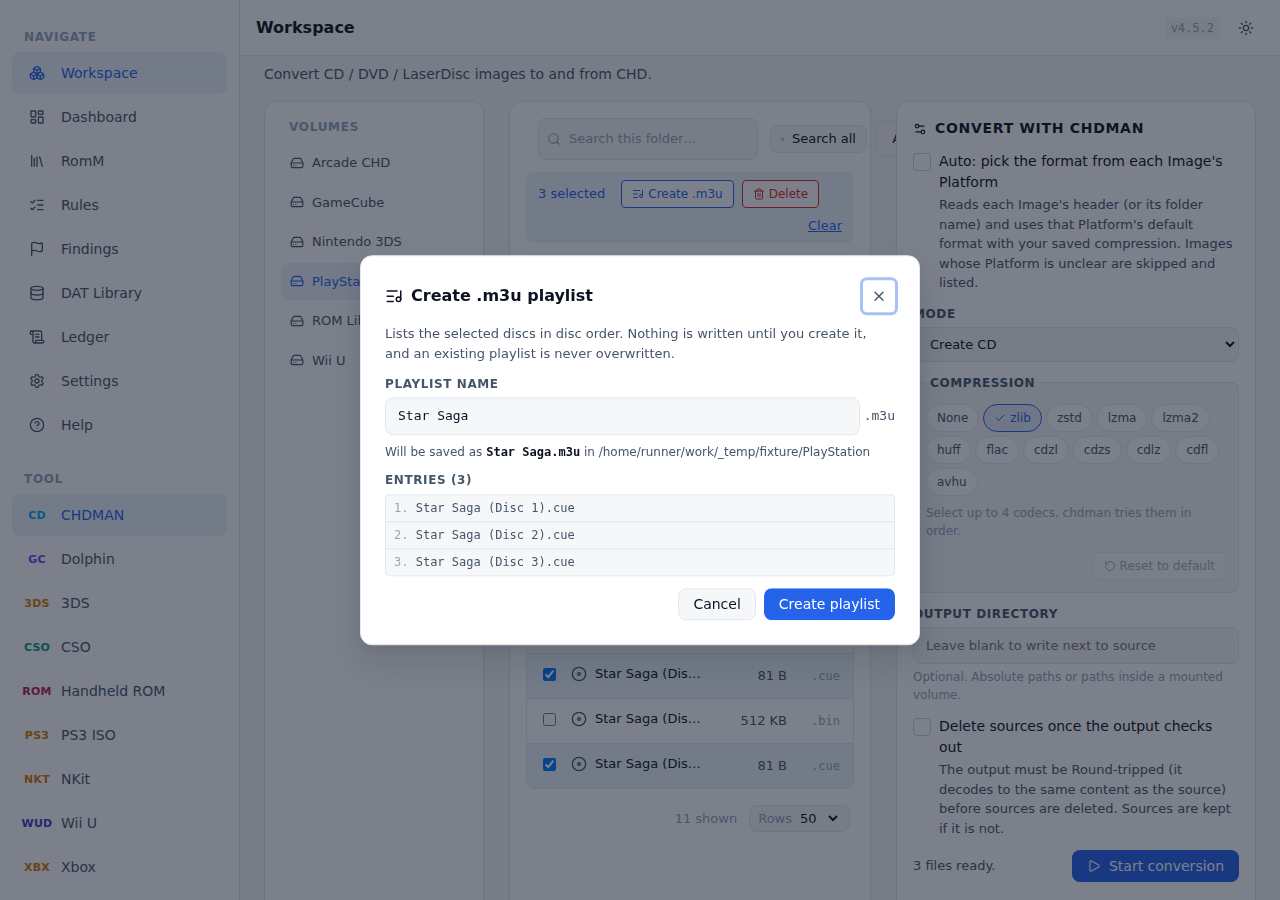 NAVIGATE
Workspace
Dashboard
RomM
Rules
Findings
DAT Library
Ledger
Settings
Help
TOOL
CD CHDMAN
GC Dolphin
3DS 3DS
CSO CSO
ROM Handheld ROM
PS3 PS3 ISO
NKT NKit
WUD Wii U
XBX Xbox
Workspace
v4.5.2
Convert CD / DVD / LaserDisc images to and from CHD.
VOLUMES
Arcade CHD
GameCube
Nintendo 3DS
PlaySta
ROM Li
Wii U
Search this folder…
Search all
A
3 selected
Create .m3u
Delete
Clear
Create .m3u playlist
Lists the selected discs in disc order. Nothing is written until you create it,
and an existing playlist is never overwritten.
PLAYLIST NAME
Star Saga .m3u
Will be saved as Star Saga.m3u in /home/runner/work/_temp/fixture/PlayStation
ENTRIES (3)
1. Star Saga (Disc 1).cue
2. Star Saga (Disc 2).cue
3. Star Saga (Disc 3).cue
Cancel
Create playlist
Star Saga (Dis… 81 B .cue
Star Saga (Dis… 512 KB .bin
Star Saga (Dis… 81 B .cue
11 shown
Rows 50
CONVERT WITH CHDMAN
Auto: pick the format from each Image's
Platform
Reads each Image's header (or its folder
name) and uses that Platform's default
format with your saved compression. Images
whose Platform is unclear are skipped and
listed.
MODE
Create CD
COMPRESSION
None zlib zstd lzma lzma2
huff flac cdzl cdzs cdlz cdfl
avhu
Select up to 4 codecs. chdman tries them in
order.
Reset to default
OUTPUT DIRECTORY
Leave blank to write next to source
Optional. Absolute paths or paths inside a mounted
volume.
Delete sources once the output checks
out
The output must be Round-tripped (it
decodes to the same content as the source)
before sources are deleted. Sources are kept
if it is not.
3 files ready.
Start conversion